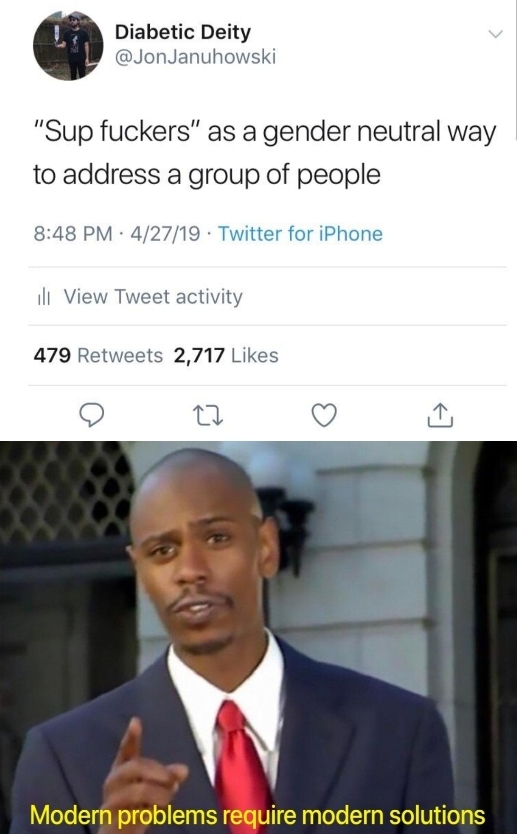 Diabetic Deity
@JonJanuhowski
“Sup fuckers” as a gender neutral way
to address a group of people
8:48 PM · 4/27/19 · Twitter for iPhone
View Tweet activity
479 Retweets 2,717 Likes
Modern problems require modern solutions